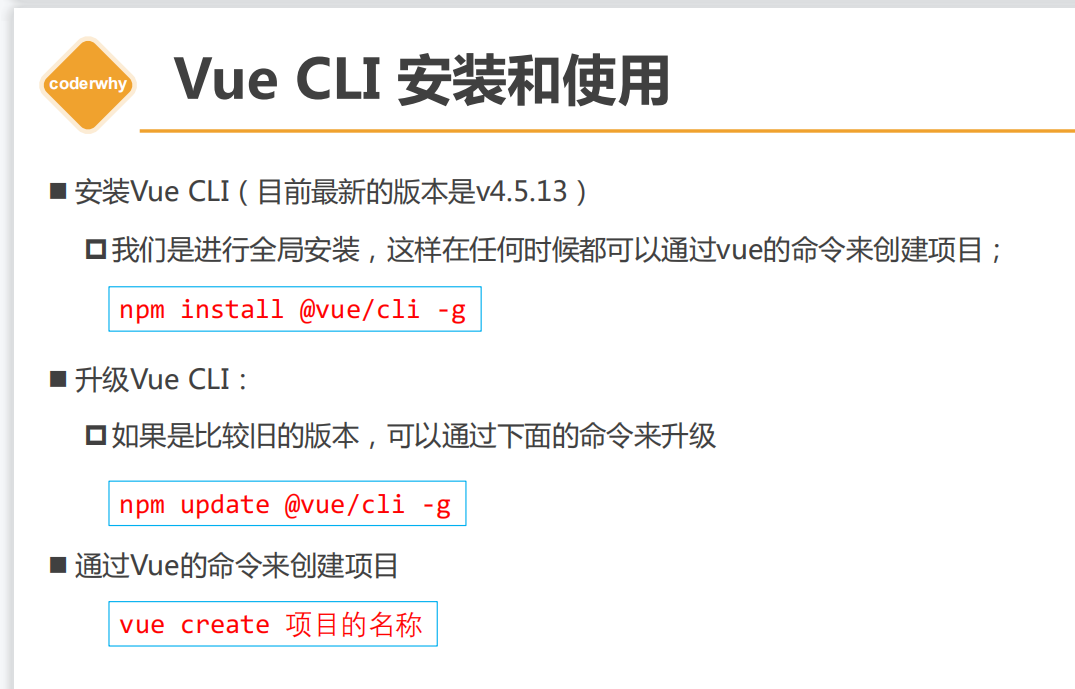 coderwhy
Vue CLI 安装和使用
安装Vue CLI（目前最新的版本是v4.5.13）
我们是进行全局安装，这样在任何时候都可以通过vue的命令来创建项目；
npm install @vue/cli -g
升级Vue CLI：
如果是比较旧的版本，可以通过下面的命令来升级
npm update @vue/cli -g
通过Vue的命令来创建项目
vue create 项目的名称